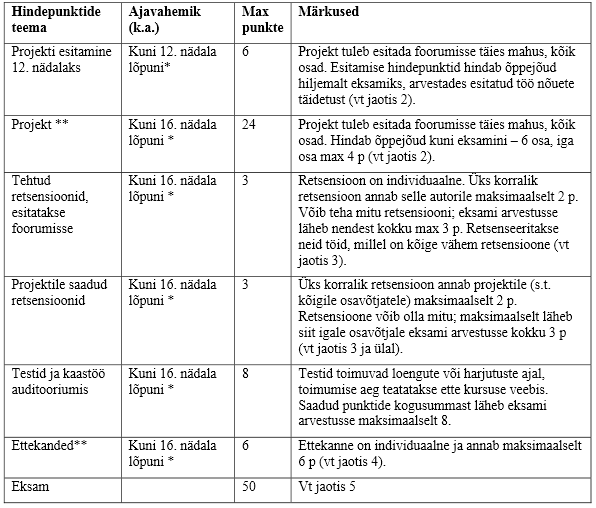 Hindepunktide teema
Ajavahemik (k.a.)
Max punkte
Märkused
Projekti esitamine
12. nädalaks
Kuni 12. nädala
lõpuni*
6
Projekt tuleb esitada foorumisse täies mahus, kõik
osad. Esitamise hindepunktid hindab õppejõud
hiljemalt eksamiks, arvestades esitatud töö nõuete
täidetust (vt jaotis 2).
Projekt **
Kuni 16. nädala
lõpuni *
24
Projekt tuleb esitada foorumisse täies mahus, kõik
osad. Hindab õppejõud kuni eksamini – 6 osa, iga
osa max 4 p (vt jaotis 2).
Tehtud
retsensioonid,
esitatakse
foorumisse
Kuni 16. nädala
lõpuni *
3
Retsensioon on individuaalne. Üks korralik
retsensioon annab selle autorile maksimaalselt 2 p.
Võib teha mitu retsensiooni; eksami arvestusse
läheb nendest kokku max 3 p. Retsenseeritakse
neid töid, millel on kõige vähem retsensioone (vt
jaotis 3).
Projektile saadud
retsensioonid
Kuni 16. nädala
lõpuni *
3
Üks korralik retsensioon annab projektile (s.t.
kõigile osavõtjatele) maksimaalselt 2 p.
Retsensioone võib olla mitu; maksimaalselt läheb
siit igale osavõtjale eksami arvestusse kokku 3 p
(vt jaotis 3 ja ülal).
Testid ja kaastöö
auditooriumis
Kuni 16. nädala
lõpuni *
8
Testid toimuvad loengute või harjutuste ajal,
toimumise aeg teatatakse ette kursuse veebis.
Saadud punktide kogusummast läheb eksami
arvestusse maksimaalselt 8.
Ettekanded**
Kuni 16. nädala
lõpuni *
6
Ettekanne on individuaalne ja annab maksimaalselt
6 p (vt jaotis 4).
Eksam
50
Vt jaotis 5